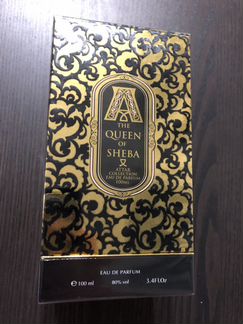 THE
QUEEN
OF
SHEBA
ATTAR
COLLECTION
EAU DE PARFUM
100ml
EAU DE PARFUM
℮ 100 ml 80% vol 3.4Fl.Oz